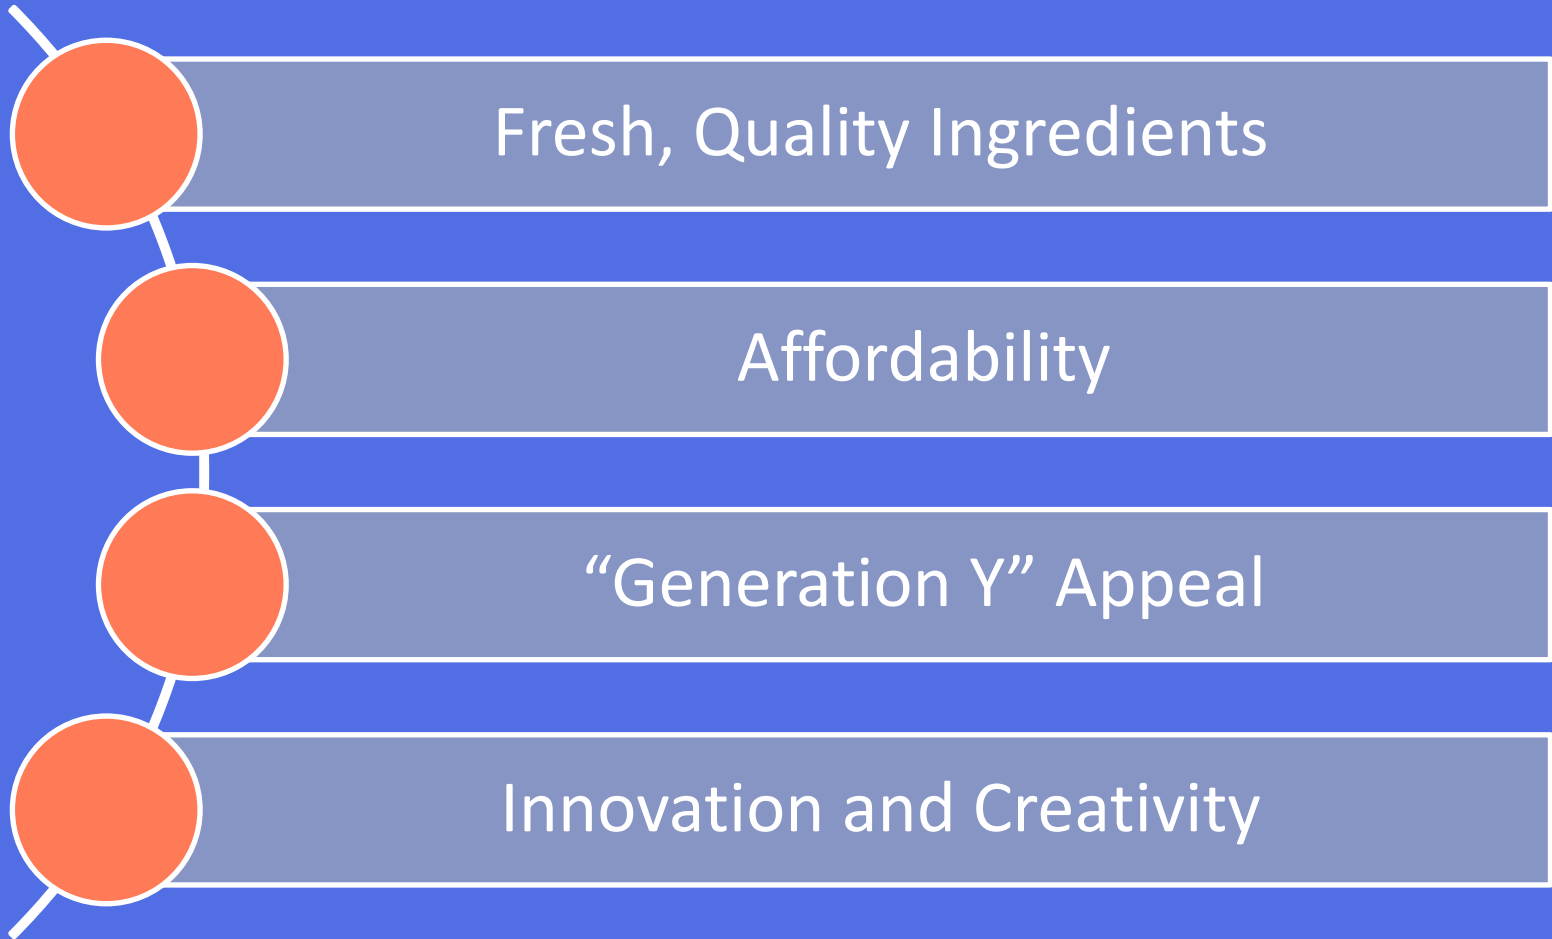 Fresh, Quality Ingredients
Affordability
“Generation Y” Appeal
Innovation and Creativity